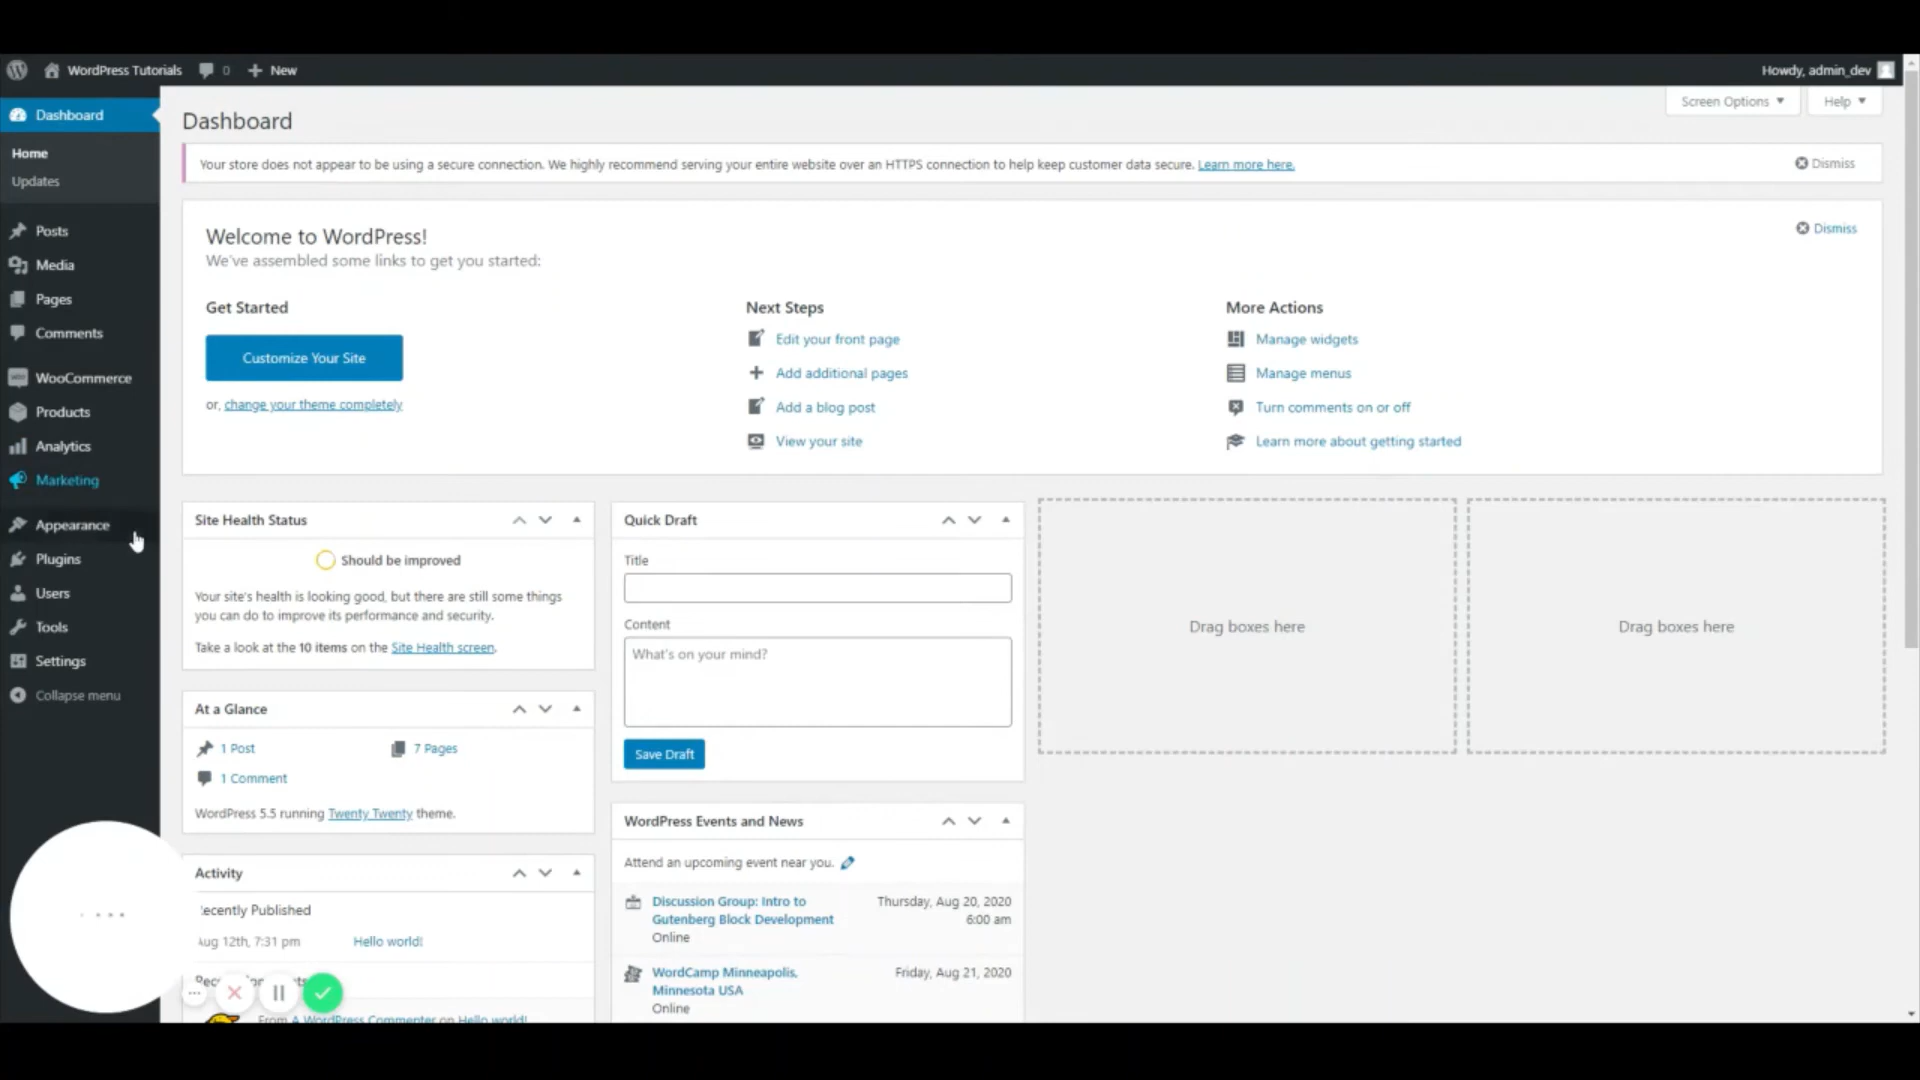 WordPress Tutorials 0 New Howdy, admin_dev
Screen Options Help
Dashboard
Home
Updates
Posts
Media
Pages
Comments
WooCommerce
Products
Analytics
Marketing
Appearance
Plugins
Users
Tools
Settings
Collapse menu
Dashboard
Your store does not appear to be using a secure connection. We highly recommend serving your entire website over an HTTPS connection to help keep customer data secure. Learn more here. Dismiss
Welcome to WordPress! Dismiss
We've assembled some links to get you started:
Get Started
Customize Your Site
or, change your theme completely
Next Steps
Edit your front page
Add additional pages
Add a blog post
View your site
More Actions
Manage widgets
Manage menus
Turn comments on or off
Learn more about getting started
Site Health Status
Should be improved
Your site's health is looking good, but there are still some things
you can do to improve its performance and security.
Take a look at the 10 items on the Site Health screen.
At a Glance
1 Post 7 Pages
1 Comment
WordPress 5.5 running Twenty Twenty theme.
Activity
ecently Published
Aug 12th, 7:31 pm Hello world!
From A WordPress Commenter on Hello world!
Quick Draft
Title
Content
What's on your mind?
Save Draft
WordPress Events and News
Attend an upcoming event near you.
Discussion Group: Intro to Thursday, Aug 20, 2020
Gutenberg Block Development 6:00 am
Online
WordCamp Minneapolis, Friday, Aug 21, 2020
Minnesota USA
Online
Drag boxes here
Drag boxes here